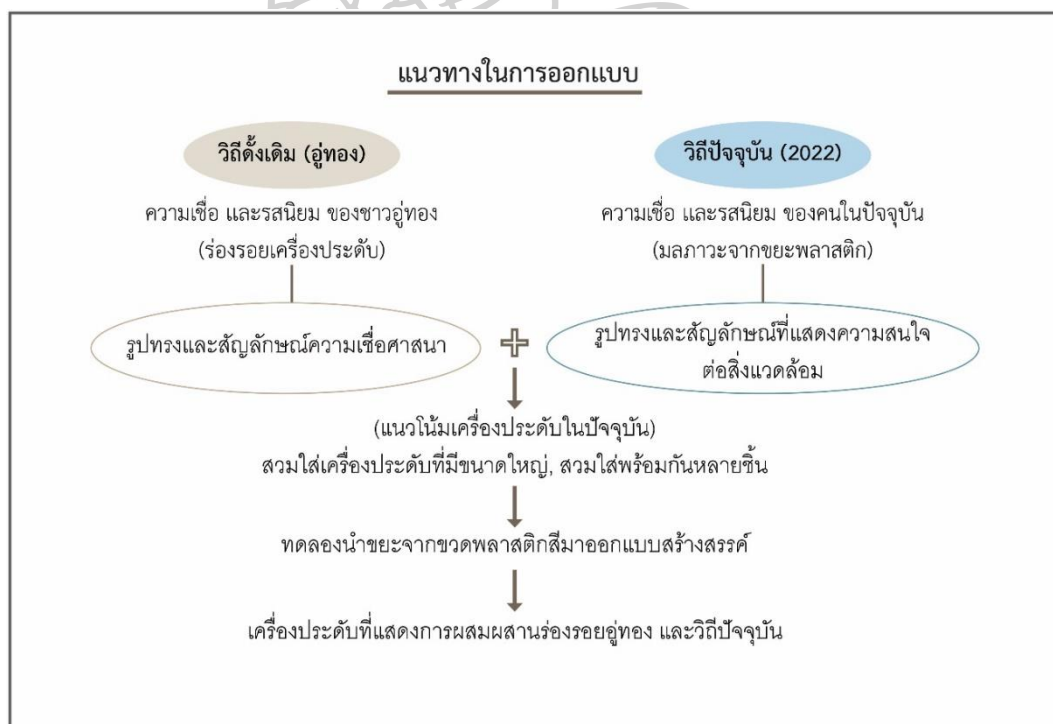 แนวทางในการออกแบบ
วิถีดั้งเดิม (อู่ทอง)
ความเชื่อ และรสนิยม ของชาวอู่ทอง
(ร่องรอยเครื่องประดับ)
รูปทรงและสัญลักษณ์ความเชื่อศาสนา
วิถีปัจจุบัน (2022)
ความเชื่อ และรสนิยม ของคนในปัจจุบัน
(มลภาวะจากขยะพลาสติก)
รูปทรงและสัญลักษณ์ที่แสดงความสนใจ
ต่อสิ่งแวดล้อม
(แนวโน้มเครื่องประดับในปัจจุบัน)
สวมใส่เครื่องประดับที่มีขนาดใหญ่, สวมใส่พร้อมกันหลายชิ้น
ทดลองนำขยะจากขวดพลาสติกสีมาออกแบบสร้างสรรค์
เครื่องประดับที่แสดงการผสมผสานร่องรอยอู่ทอง และวิถีปัจจุบัน